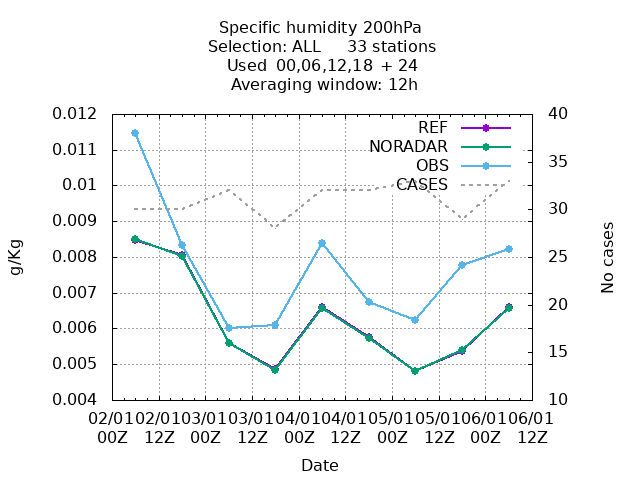 Specific humidity 200hPa
Selection: ALL 33 stations
Used 00,06,12,18 + 24
Averaging window: 12h
0.012
0.011
0.01
0.009
0.008
0.007
0.006
0.005
0.004
g/Kg
REF
NORADAR
OBS
CASES
40
35
30
25
20
15
10
No cases
02/01 02/01 03/01 03/01 04/01 04/01 05/01 05/01 06/01 06/01
00Z 12Z 00Z 12Z 00Z 12Z 00Z 12Z 00Z 12Z
Date